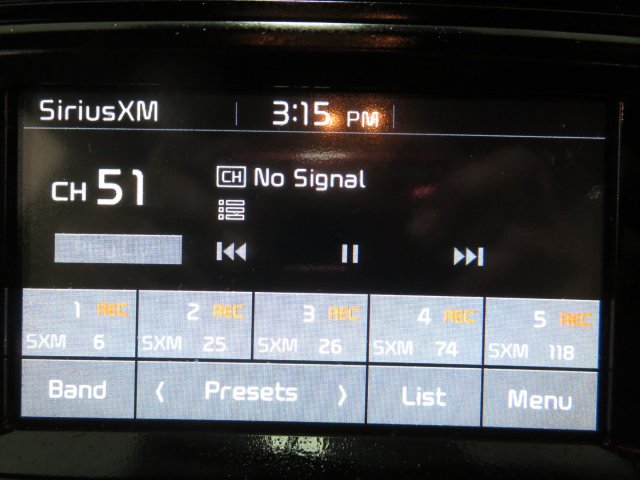 SiriusXM 3:15 PM
CH 51 CH No Signal
1 REC 2 REC 3 REC 4 REC 5 REC
SXM 6 SXM 25 SXM 26 SXM 74 SXM 118
Band ‹ Presets › List Menu